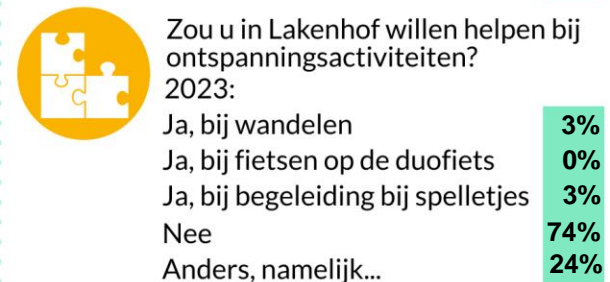 Zou u in Lakenhof willen helpen bij
ontspanningsactiviteiten?
2023:
Ja, bij wandelen 3%
Ja, bij fietsen op de duofiets 0%
Ja, bij begeleiding bij spelletjes 3%
Nee 74%
Anders, namelijk... 24%